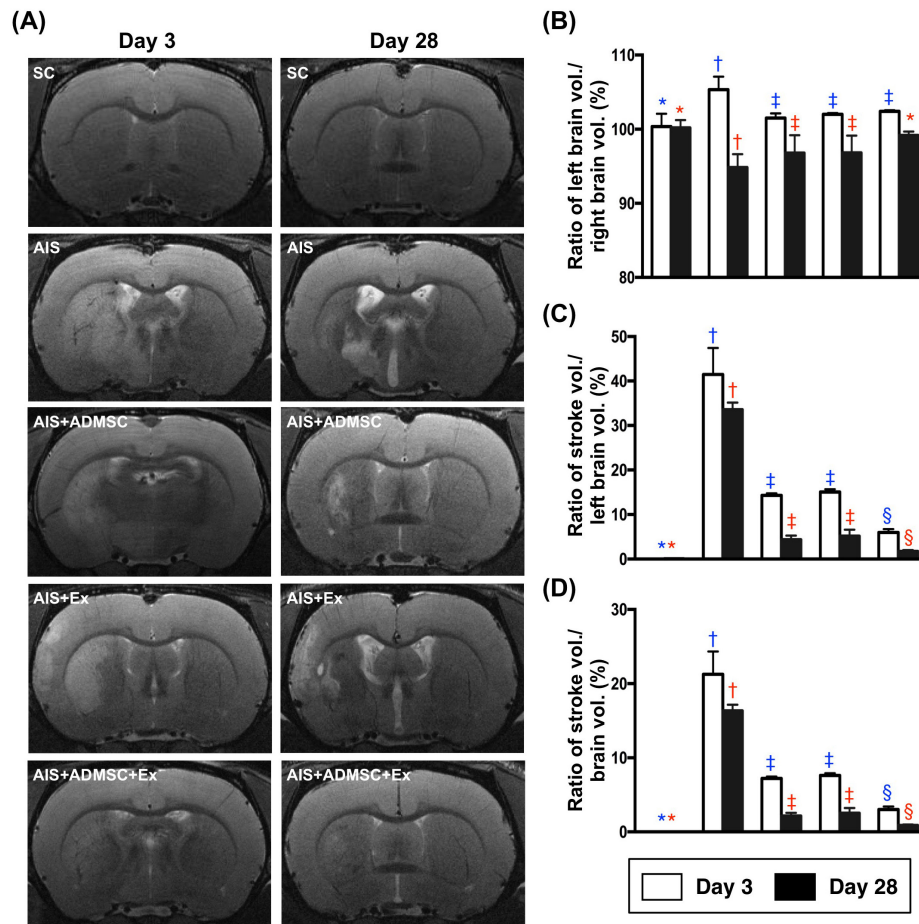 (A)
Day 3
Day 28
SC
SC
AIS
AIS
AIS+ADMSC
AIS+ADMSC
AIS+Ex
AIS+Ex
AIS+ADMSC+Ex
AIS+ADMSC+Ex
(B)
Ratio of left brain vol./
right brain vol. (%)
110
100
90
80
* * † † ‡ ‡ ‡ ‡ ‡ *
(C)
Ratio of stroke vol./
left brain vol. (%)
50
40
30
20
10
0
** † † ‡ ‡ ‡ ‡ § §
(D)
Ratio of stroke vol./
brain vol. (%)
30
20
10
0
** † † ‡ ‡ ‡ ‡ § §
Day 3
Day 28